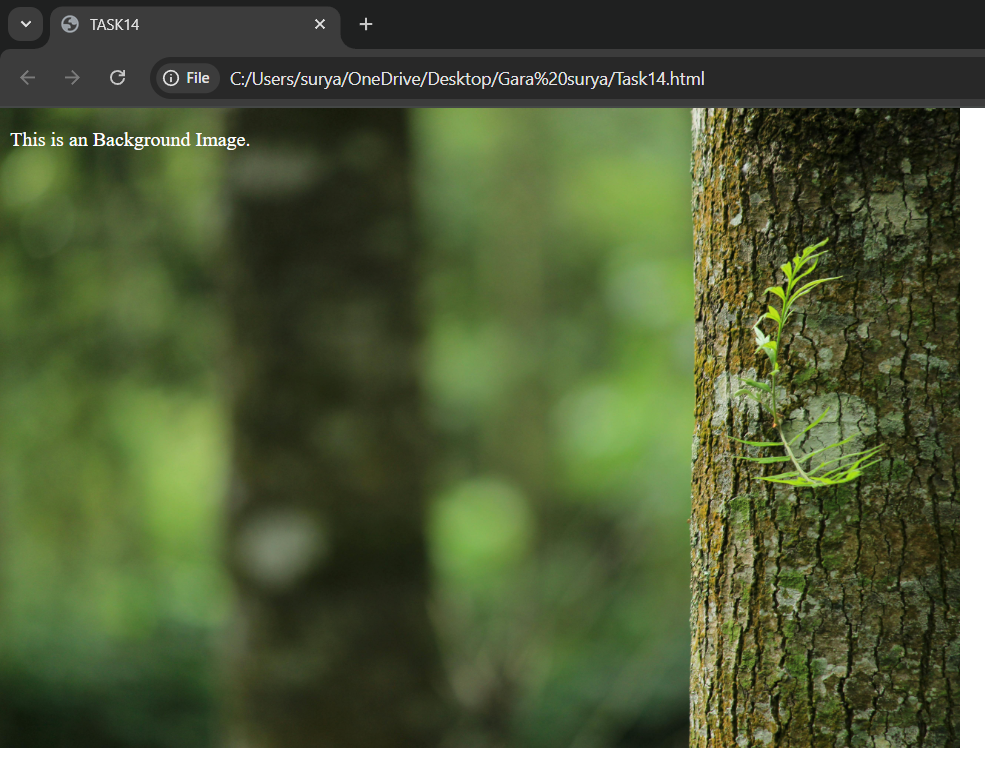 TASK14
File C:/Users/surya/OneDrive/Desktop/Gara%20surya/Task14.html
This is an Background Image.